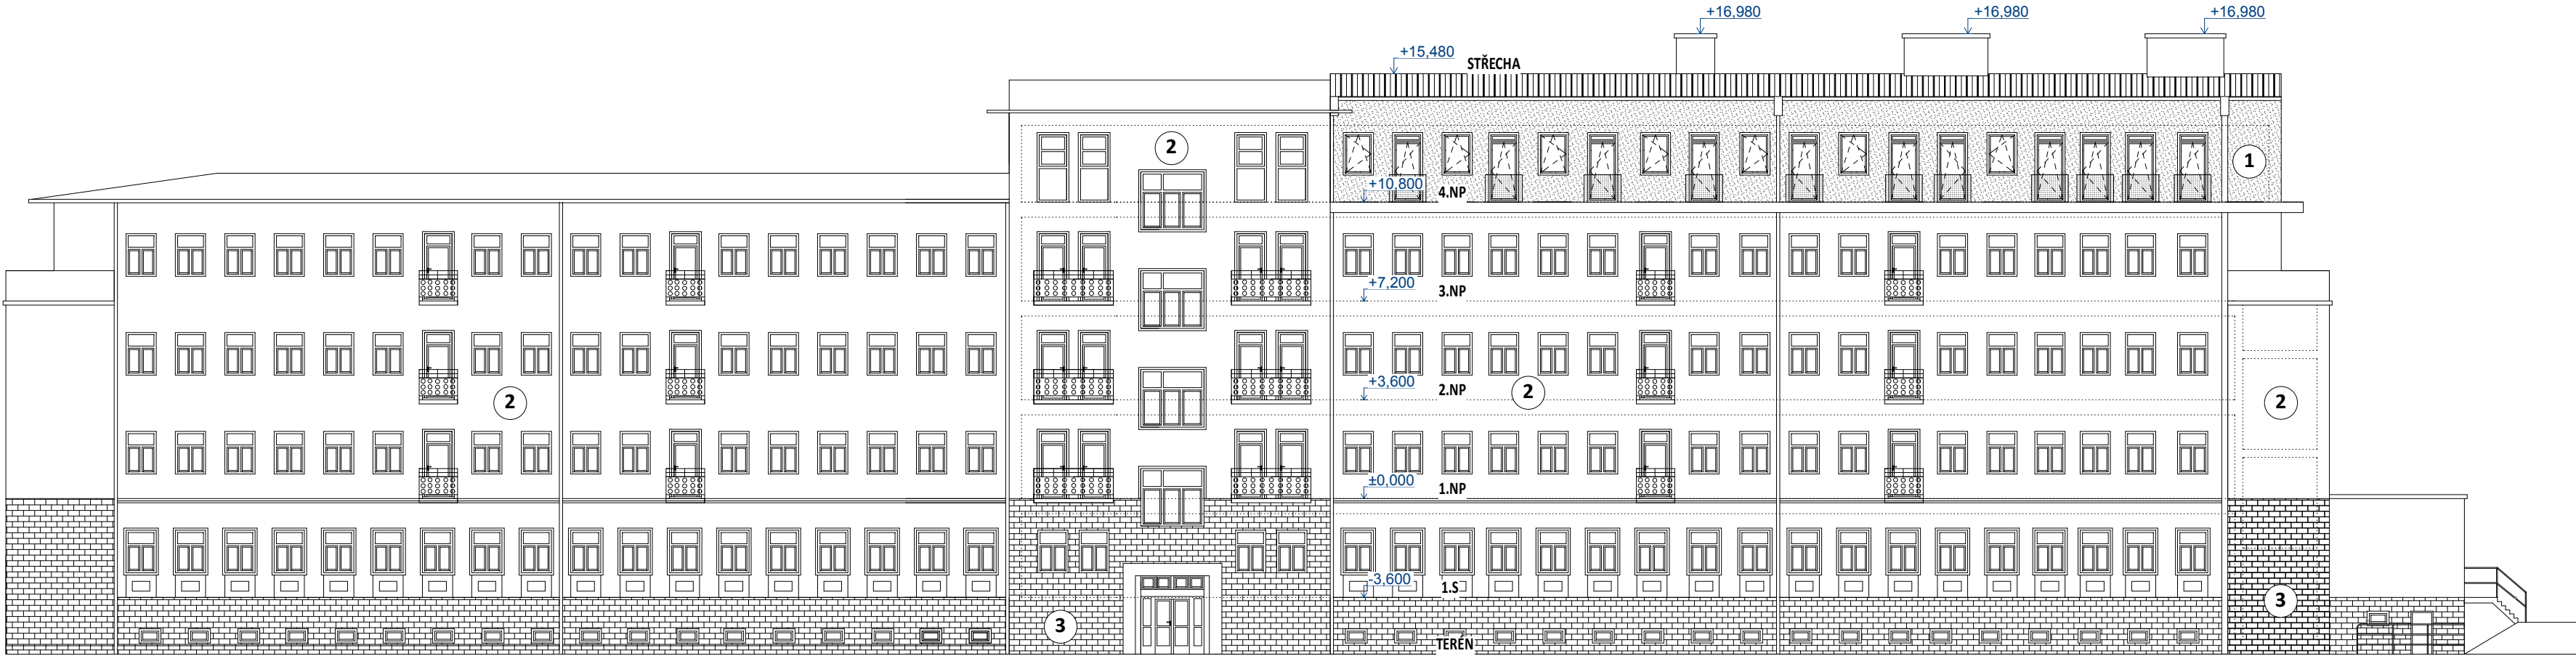 +16,980
+16,980
+16,980
+15,480
STŘECHA
2
1
+10,800
4.NP
+7,200
3.NP
+3,600
2.NP
2
2
2
±0,000
1.NP
-3,600
1.S
3
3
TERÉN